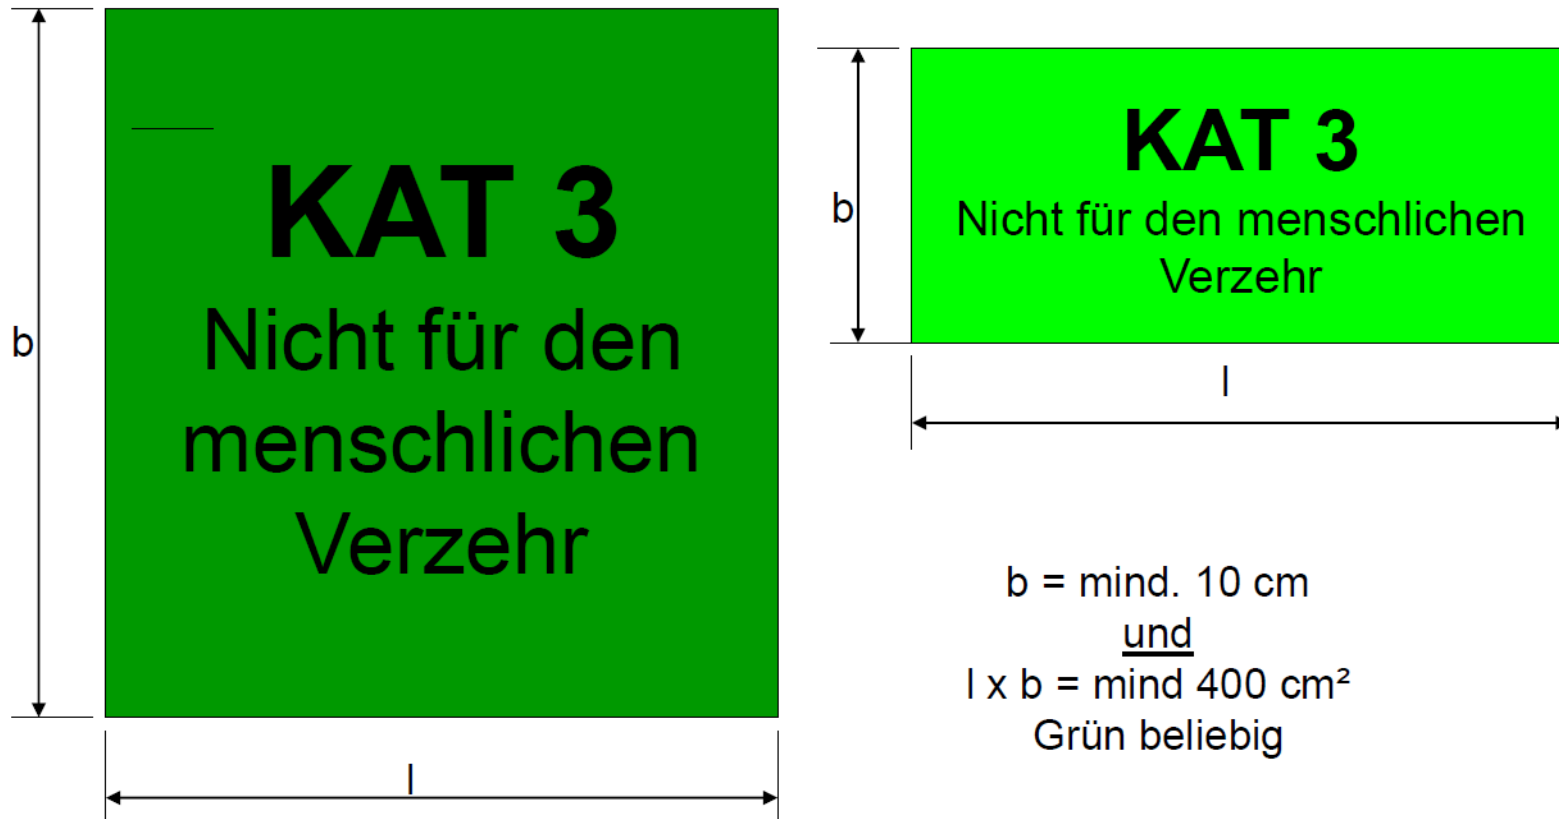 b
KAT 3
Nicht für den
menschlichen
Verzehr
l
b
KAT 3
Nicht für den menschlichen
Verzehr
l
b = mind. 10 cm
und
l x b = mind 400 cm²
Grün beliebig